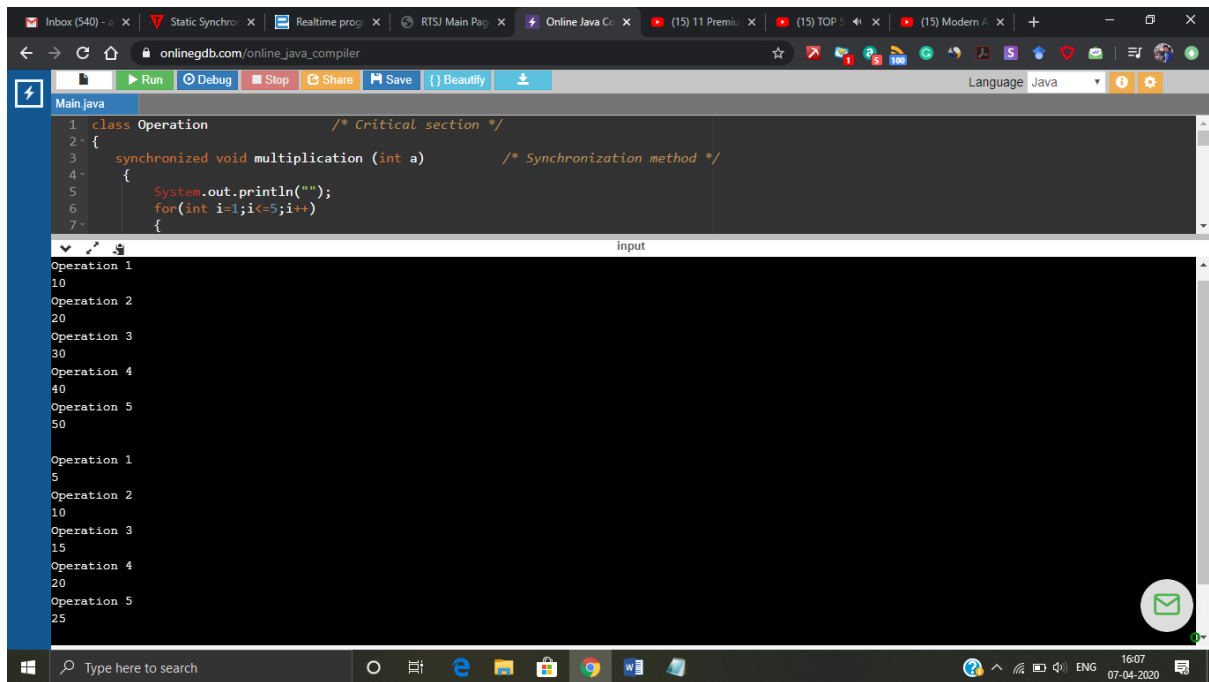 Inbox (540) - a
Static Synchron
Realtime prog
RTSJ Main Pag
Online Java Co
(15) 11 Premiu
(15) TOP 5
(15) Modern A
onlinegdb.com/online_java_compiler
Run Debug Stop Share Save { } Beautify
Language Java
Main.java
1 class Operation /* Critical section */
2 {
3 synchronized void multiplication (int a) /* Synchronization method */
4 {
5 System.out.println("");
6 for(int i=1;i<=5;i++)
7 {
input
Operation 1
10
Operation 2
20
Operation 3
30
Operation 4
40
Operation 5
50
Operation 1
5
Operation 2
10
Operation 3
15
Operation 4
20
Operation 5
25
Type here to search
ENG
16:07
07-04-2020